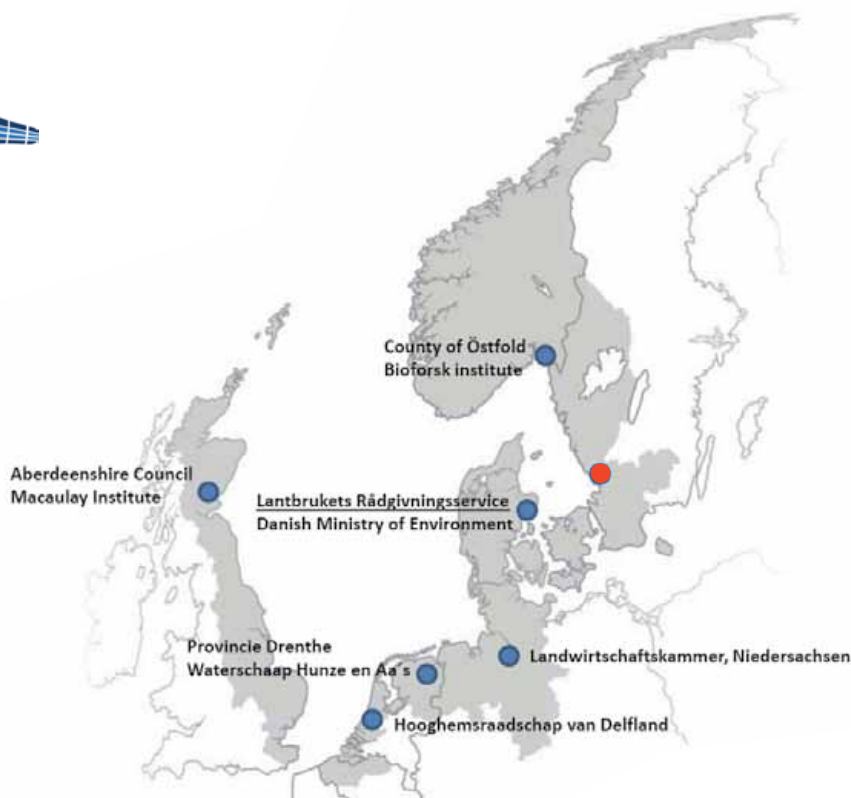 County of Östfold
Bioforsk institute
Aberdeenshire Council
Macaulay Institute
Lantbrukets Rådgivningsservice
Danish Ministry of Environment
Provincie Drenthe
Waterschaap Hunze en Aa´s
Landwirtschaftskammer, Niedersachsen
Hooghemsraadschap van Delfland